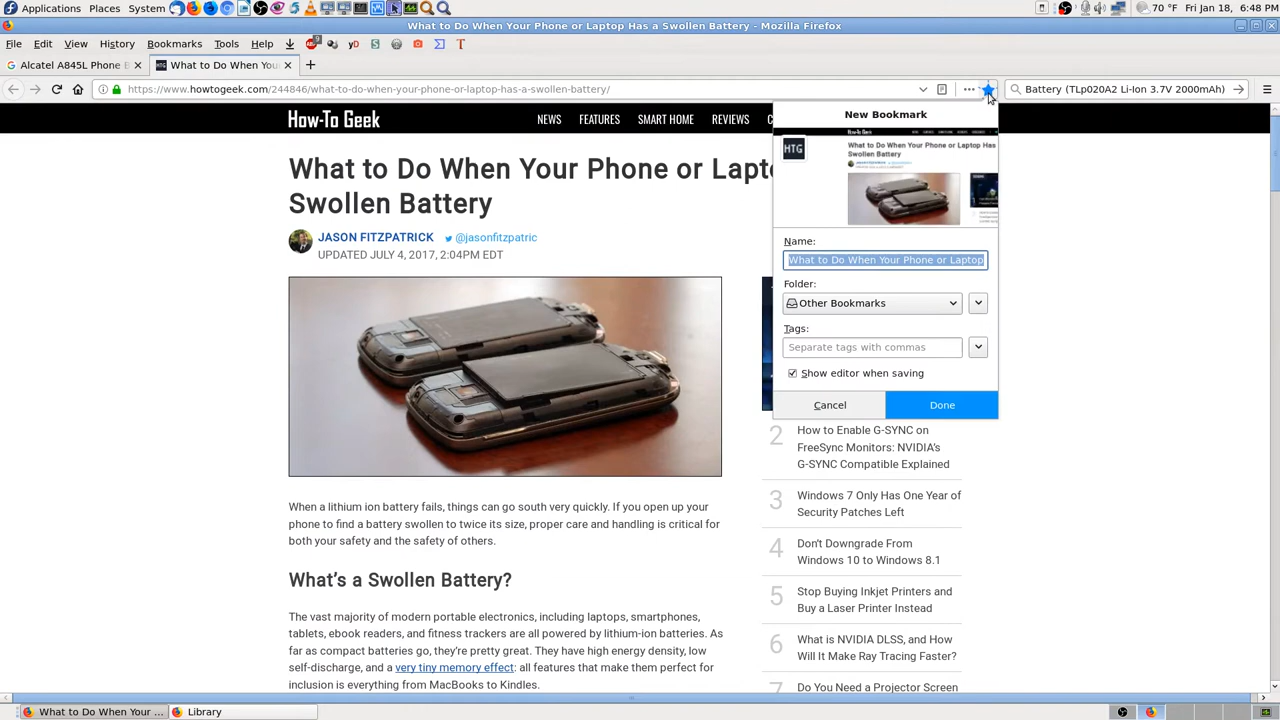 Applications Places System
70 °F Fri Jan 18, 6:48 PM
What to Do When Your Phone or Laptop Has a Swollen Battery - Mozilla Firefox
File Edit View History Bookmarks Tools Help
Alcatel A845L Phone B
What to Do When You
https://www.howtogeek.com/244846/what-to-do-when-your-phone-or-laptop-has-a-swollen-battery/
Battery (TLp020A2 Li-Ion 3.7V 2000mAh)
How-To Geek
NEWS FEATURES SMART HOME REVIEWS
New Bookmark
HTG
What to Do When Your Phone or Laptop Has
Swollen Battery
Name:
What to Do When Your Phone or Laptop
Folder:
Other Bookmarks
Tags:
Separate tags with commas
Show editor when saving
Cancel Done
What to Do When Your Phone or Lapto
Swollen Battery
JASON FITZPATRICK @jasonfitzpatric
UPDATED JULY 4, 2017, 2:04PM EDT
When a lithium ion battery fails, things can go south very quickly. If you open up your
phone to find a battery swollen to twice its size, proper care and handling is critical for
both your safety and the safety of others.
What's a Swollen Battery?
The vast majority of modern portable electronics, including laptops, smartphones,
tablets, ebook readers, and fitness trackers are all powered by lithium-ion batteries. As
far as compact batteries go, they're pretty great. They have high energy density, low
self-discharge, and a very tiny memory effect: all features that make them perfect for
inclusion is everything from MacBooks to Kindles.
2 How to Enable G-SYNC on
FreeSync Monitors: NVIDIA's
G-SYNC Compatible Explained
3 Windows 7 Only Has One Year of
Security Patches Left
4 Don't Downgrade From
Windows 10 to Windows 8.1
5 Stop Buying Inkjet Printers and
Buy a Laser Printer Instead
6 What is NVIDIA DLSS, and How
Will It Make Ray Tracing Faster?
7 Do You Need a Projector Screen
What to Do When Your ...
Library